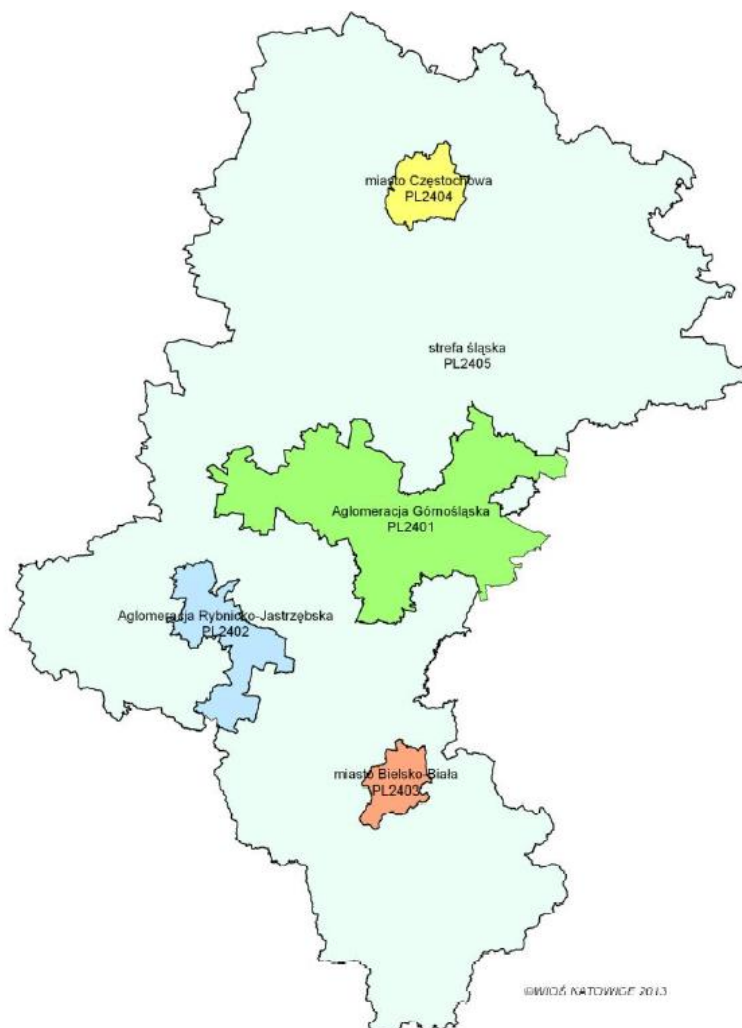 miasto Częstochowa
PL2404
strefa śląska
PL2405
Aglomeracja Górnośląska
PL2401
Aglomeracja Rybnicko-Jastrzębska
PL2402
miasto Bielsko-Biała
PL2403
©WIOŚ KATOWICE 2013